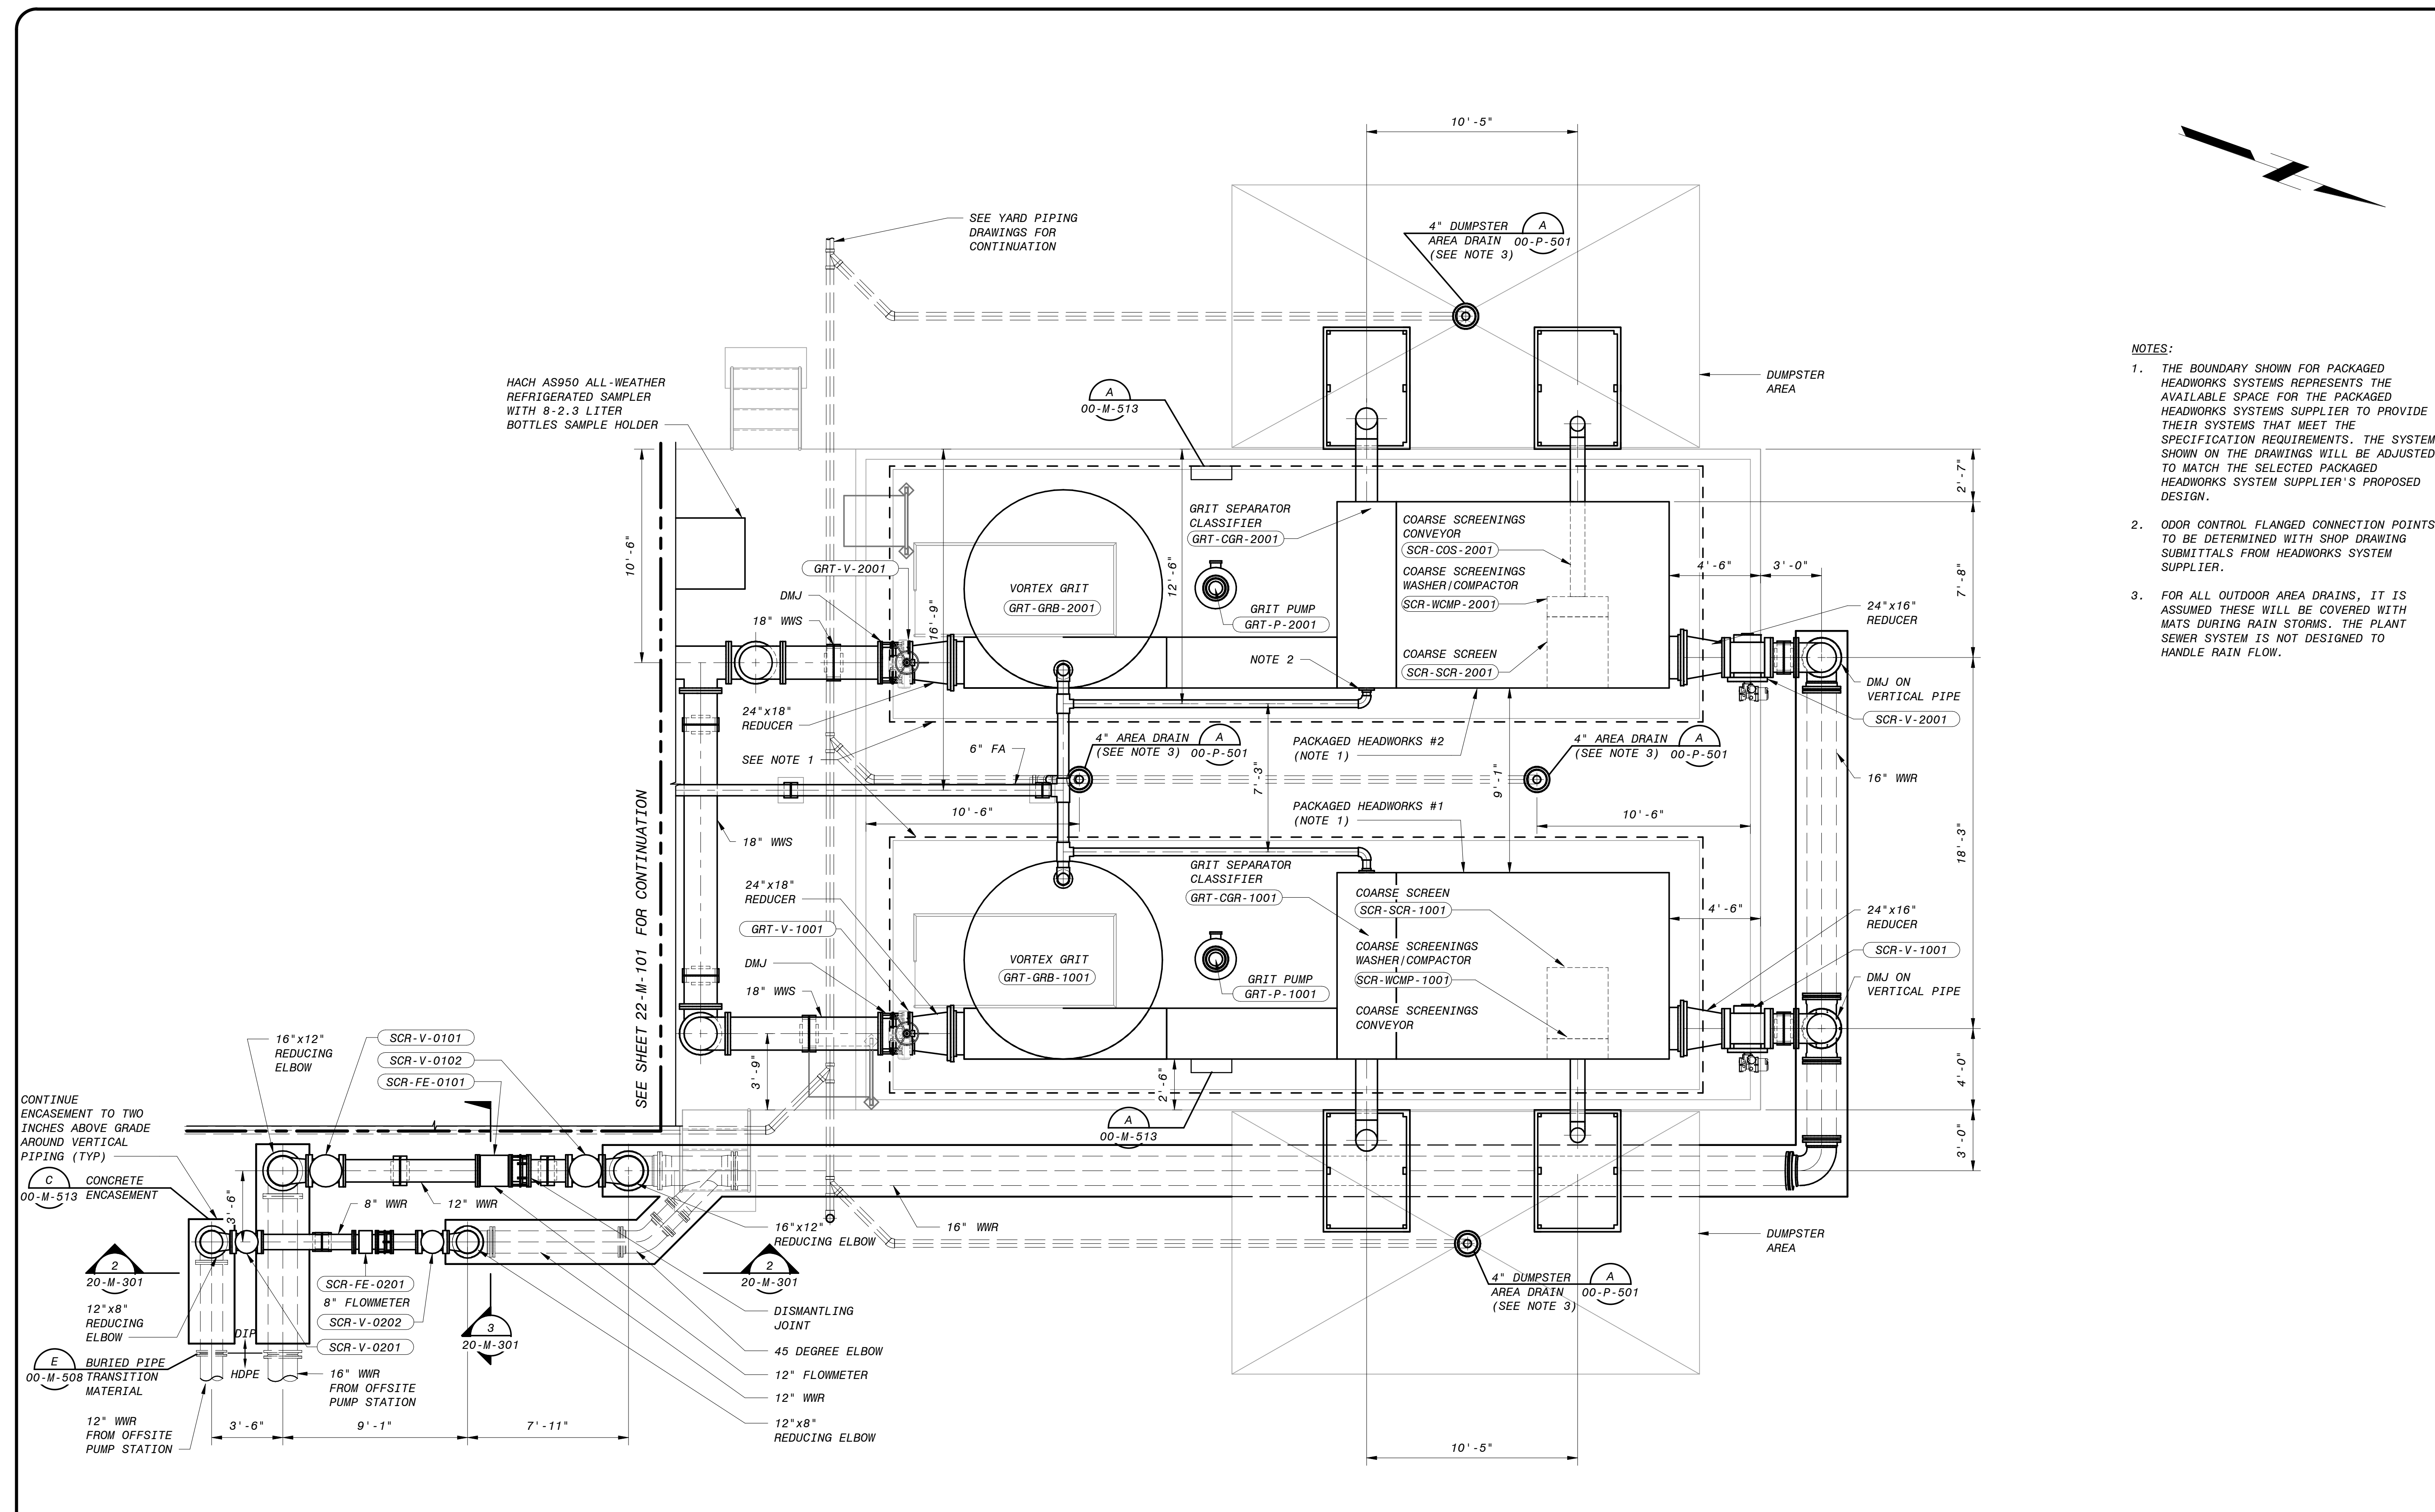 10'-5"
SEE YARD PIPING
DRAWINGS FOR
CONTINUATION
4" DUMPSTER
AREA DRAIN
(SEE NOTE 3)
A
00-P-501
NOTES:
1. THE BOUNDARY SHOWN FOR PACKAGED
HEADWORKS SYSTEMS REPRESENTS THE
AVAILABLE SPACE FOR THE PACKAGED
HEADWORKS SYSTEMS SUPPLIER TO PROVIDE
THEIR SYSTEMS THAT MEET THE
SPECIFICATION REQUIREMENTS. THE SYSTEM
SHOWN ON THE DRAWINGS WILL BE ADJUSTED
TO MATCH THE SELECTED PACKAGED
HEADWORKS SYSTEM SUPPLIER'S PROPOSED
DESIGN.
2. ODOR CONTROL FLANGED CONNECTION POINTS
TO BE DETERMINED WITH SHOP DRAWING
SUBMITTALS FROM HEADWORKS SYSTEM
SUPPLIER.
3. FOR ALL OUTDOOR AREA DRAINS, IT IS
ASSUMED THESE WILL BE COVERED WITH
MATS DURING RAIN STORMS. THE PLANT
SEWER SYSTEM IS NOT DESIGNED TO
HANDLE RAIN FLOW.
HACH AS950 ALL-WEATHER
REFRIGERATED SAMPLER
WITH 8-2.3 LITER
BOTTLES SAMPLE HOLDER
A
00-M-513
DUMPSTER
AREA
2'-7"
10'-6"
12'-6"
16'-9"
7'-8"
GRIT SEPARATOR
CLASSIFIER
GRT-CGR-2001
COARSE SCREENINGS
CONVEYOR
SCR-COS-2001
COARSE SCREENINGS
WASHER/COMPACTOR
SCR-WCMP-2001
COARSE SCREEN
SCR-SCR-2001
4'-6"
3'-0"
GRT-V-2001
DMJ
18" WWS
VORTEX GRIT
GRT-GRB-2001
GRIT PUMP
GRT-P-2001
NOTE 2
24"x16"
REDUCER
DMJ ON
VERTICAL PIPE
SCR-V-2001
24"x18"
REDUCER
SEE NOTE 1
6" FA
4" AREA DRAIN
(SEE NOTE 3)
A
00-P-501
PACKAGED HEADWORKS #2
(NOTE 1)
4" AREA DRAIN
(SEE NOTE 3)
A
00-P-501
16" WWR
7'-3"
9'-1"
10'-6"
PACKAGED HEADWORKS #1
(NOTE 1)
10'-6"
18'-3"
SEE SHEET 22-M-101 FOR CONTINUATION
18" WWS
24"x18"
REDUCER
GRT-V-1001
DMJ
18" WWS
GRIT SEPARATOR
CLASSIFIER
GRT-CGR-1001
COARSE SCREEN
SCR-SCR-1001
COARSE SCREENINGS
WASHER/COMPACTOR
SCR-WCMP-1001
COARSE SCREENINGS
CONVEYOR
4'-6"
24"x16"
REDUCER
SCR-V-1001
DMJ ON
VERTICAL PIPE
VORTEX GRIT
GRT-GRB-1001
GRIT PUMP
GRT-P-1001
3'-9"
2'-6"
4'-0"
3'-0"
A
00-M-513
16"x12"
REDUCING
ELBOW
SCR-V-0101
SCR-V-0102
SCR-FE-0101
CONTINUE
ENCASEMENT TO TWO
INCHES ABOVE GRADE
AROUND VERTICAL
PIPING (TYP)
C
00-M-513
CONCRETE
ENCASEMENT
3'-6"
8" WWR
12" WWR
16"x12"
REDUCING ELBOW
16" WWR
DUMPSTER
AREA
2
20-M-301
SCR-FE-0201
8" FLOWMETER
SCR-V-0202
SCR-V-0201
2
20-M-301
3
20-M-301
4" DUMPSTER
AREA DRAIN
(SEE NOTE 3)
A
00-P-501
12"x8"
REDUCING
ELBOW
DIP
HDPE
DISMANTLING
JOINT
45 DEGREE ELBOW
12" FLOWMETER
12" WWR
12"x8"
REDUCING ELBOW
E
00-M-508
BURIED PIPE
TRANSITION
MATERIAL
16" WWR
FROM OFFSITE
PUMP STATION
12" WWR
FROM OFFSITE
PUMP STATION
3'-6"
9'-1"
7'-11"
10'-5"